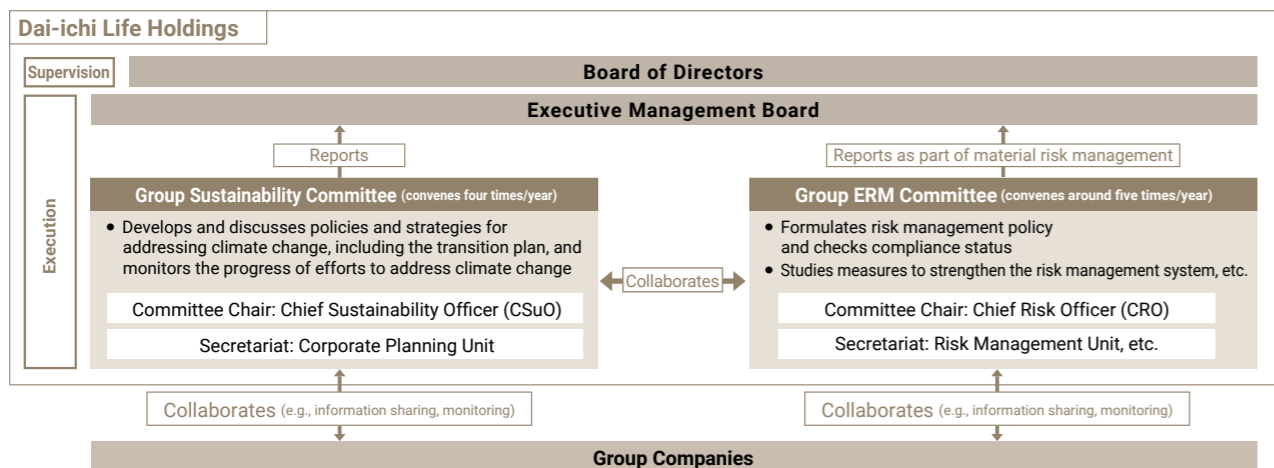 Dai-ichi Life Holdings
Supervision
Board of Directors
Execution
Executive Management Board
Reports
Reports as part of material risk management
Group Sustainability Committee (convenes four times/year)
• Develops and discusses policies and strategies for
addressing climate change, including the transition plan, and
monitors the progress of efforts to address climate change
Committee Chair: Chief Sustainability Officer (CSuO)
Secretariat: Corporate Planning Unit
Collaborates
Group ERM Committee (convenes around five times/year)
• Formulates risk management policy
and checks compliance status
• Studies measures to strengthen the risk management system, etc.
Committee Chair: Chief Risk Officer (CRO)
Secretariat: Risk Management Unit, etc.
Collaborates (e.g., information sharing, monitoring)
Collaborates (e.g., information sharing, monitoring)
Group Companies